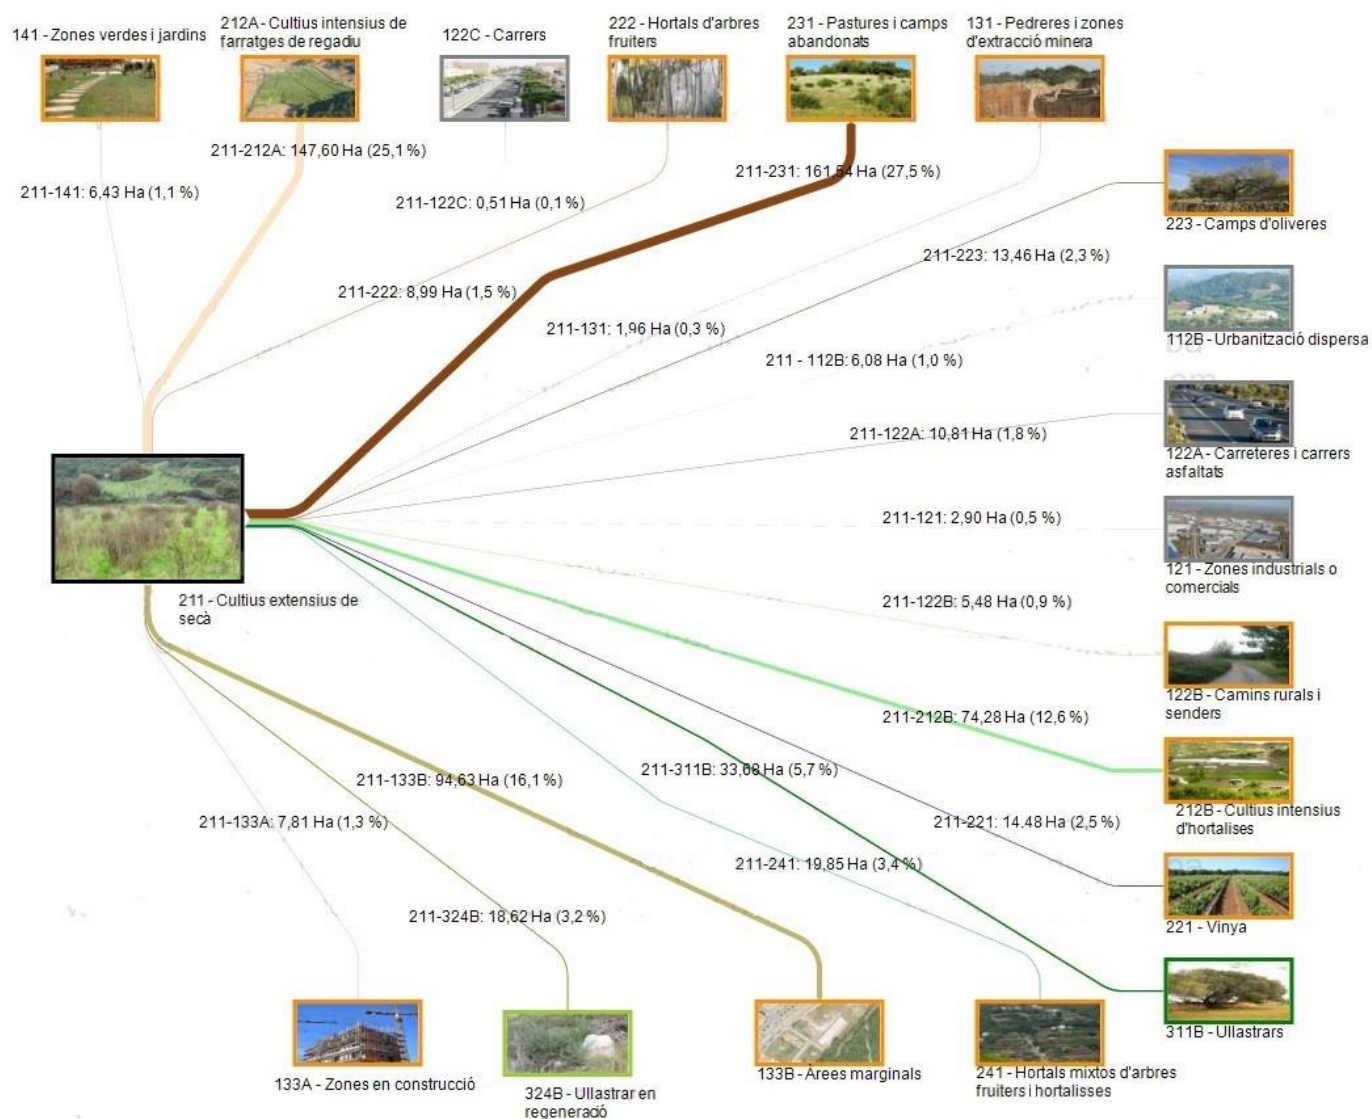 141 - Zones verdes i jardins
212A - Cultius intensius de
farratges de regadiu
122C - Carrers
222 - Hortals d'arbres
fruiters
231 - Pastures i camps
abandonats
131 - Pedreres i zones
d'extracció minera
211-212A: 147,60 Ha (25,1 %)
211-141: 6,43 Ha (1,1 %)
211-122C: 0,51 Ha (0,1 %)
211-231: 161,54 Ha (27,5 %)
223 - Camps d'oliveres
211-223: 13,46 Ha (2,3 %)
211-222: 8,99 Ha (1,5 %)
211-131: 1,96 Ha (0,3 %)
112B - Urbanització dispersa
211 - 112B: 6,08 Ha (1,0 %)
211-122A: 10,81 Ha (1,8 %)
122A - Carreteres i carrers
asfaltats
211-121: 2,90 Ha (0,5 %)
121 - Zones industrials o
comercials
211 - Cultius extensius de
secà
211-122B: 5,48 Ha (0,9 %)
122B - Camins rurals i
senders
211-212B: 74,28 Ha (12,6 %)
211-311B: 33,68 Ha (5,7 %)
211-133B: 94,63 Ha (16,1 %)
212B - Cultius intensius
d'hortalises
211-133A: 7,81 Ha (1,3 %)
211-221: 14.48 Ha (2,5 %)
211-241: 19,85 Ha (3,4 %)
211-324B: 18,62 Ha (3,2 %)
221 - Vinya
311B - Ullastrars
133A - Zones en construcció
324B - Ullastrar en
regeneració
133B - Àrees marginals
241 - Hortals mixtos d'arbres
fruiters i hortalisses